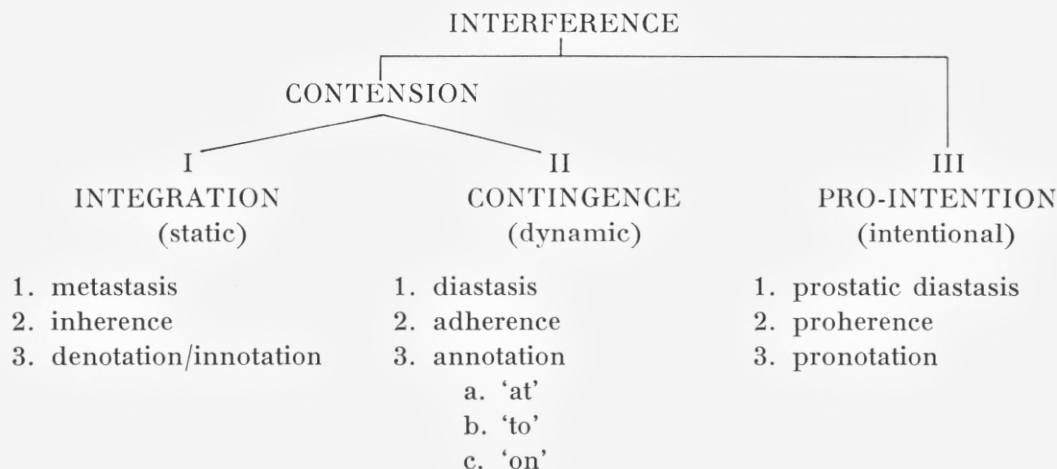 INTERFERENCE
CONTENSION
I
INTEGRATION
(static)
1. metastasis
2. inherence
3. denotation/innotation
II
CONTINGENCE
(dynamic)
1. diastasis
2. adherence
3. annotation
a. ‘at’
b. ‘to’
c. ‘on’
III
PRO-INTENTION
(intentional)
1. prostatic diastasis
2. proherence
3. pronotation